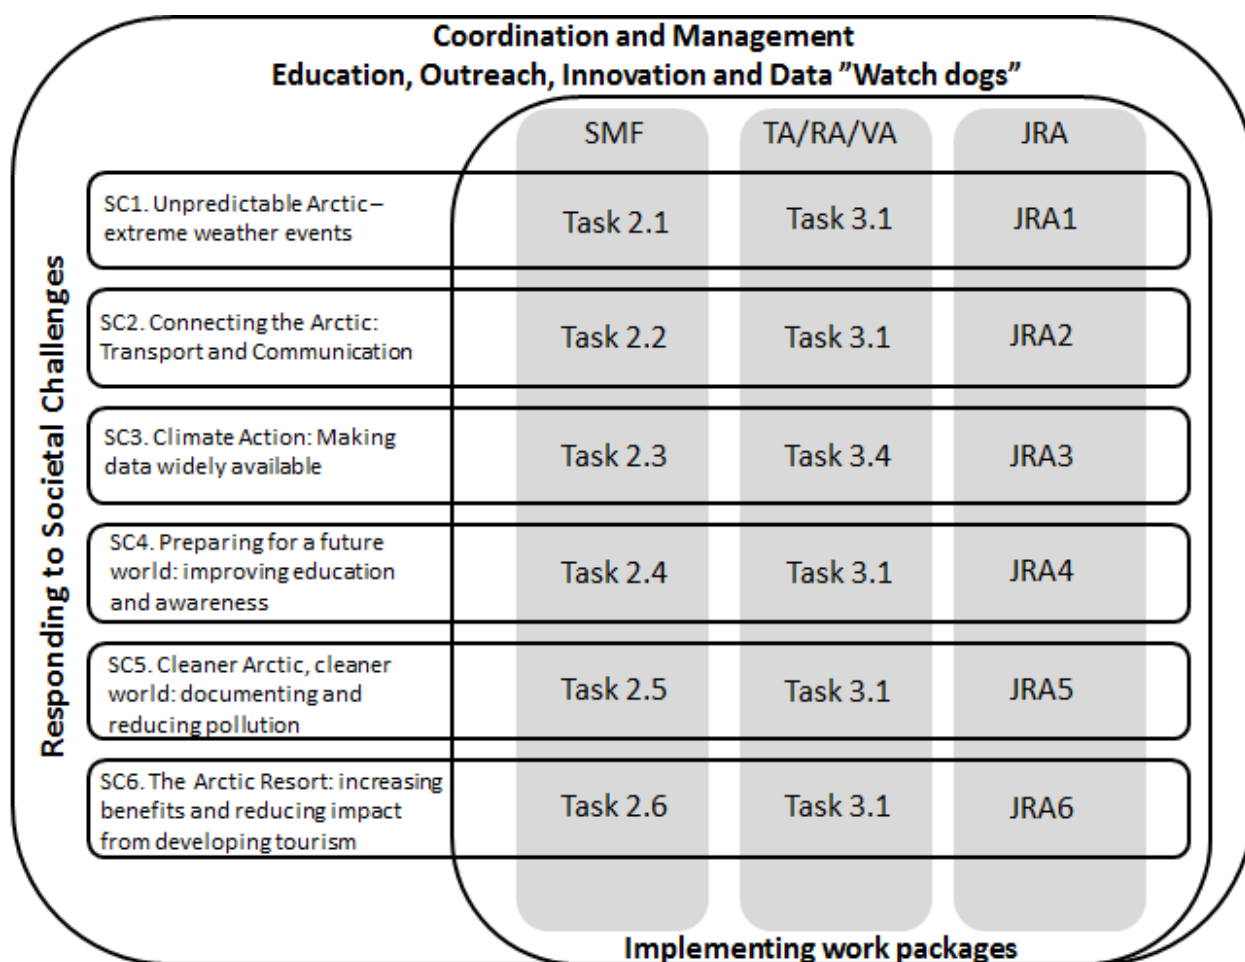 Coordination and Management
Education, Outreach, Innovation and Data ”Watch dogs”
SMF
TA/RA/VA
JRA
Responding to Societal Challenges
SC1. Unpredictable Arctic –
extreme weather events
Task 2.1
Task 3.1
JRA1
SC2. Connecting the Arctic:
Transport and Communication
Task 2.2
Task 3.1
JRA2
SC3. Climate Action: Making
data widely available
Task 2.3
Task 3.4
JRA3
SC4. Preparing for a future
world: improving education
and awareness
Task 2.4
Task 3.1
JRA4
SC5. Cleaner Arctic, cleaner
world: documenting and
reducing pollution
Task 2.5
Task 3.1
JRA5
SC6. The Arctic Resort: increasing
benefits and reducing impact
from developing tourism
Task 2.6
Task 3.1
JRA6
Implementing work packages